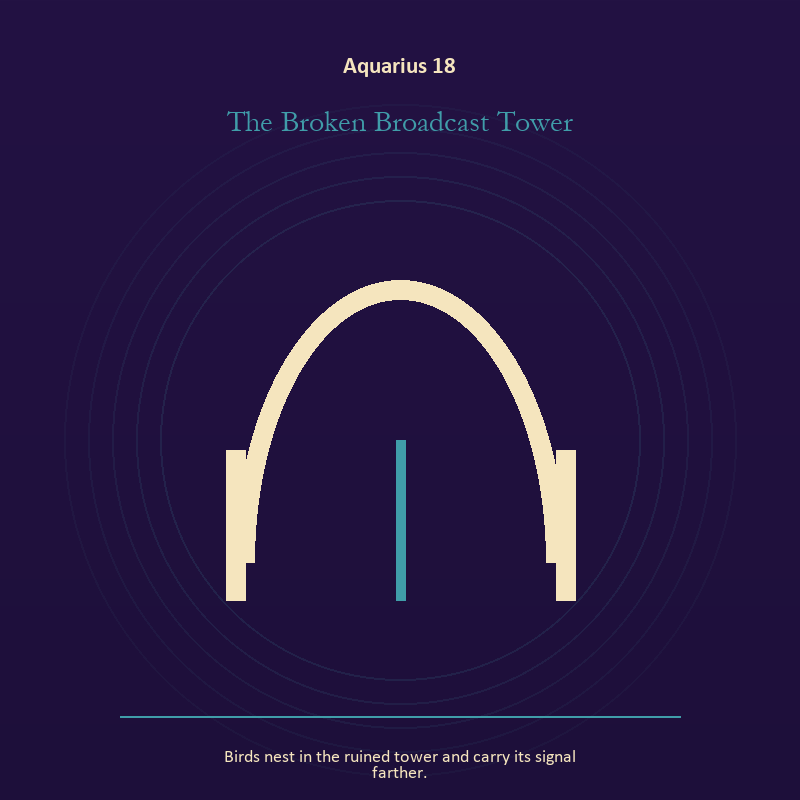 Aquarius 18
The Broken Broadcast Tower
Birds nest in the ruined tower and carry its signal
farther.